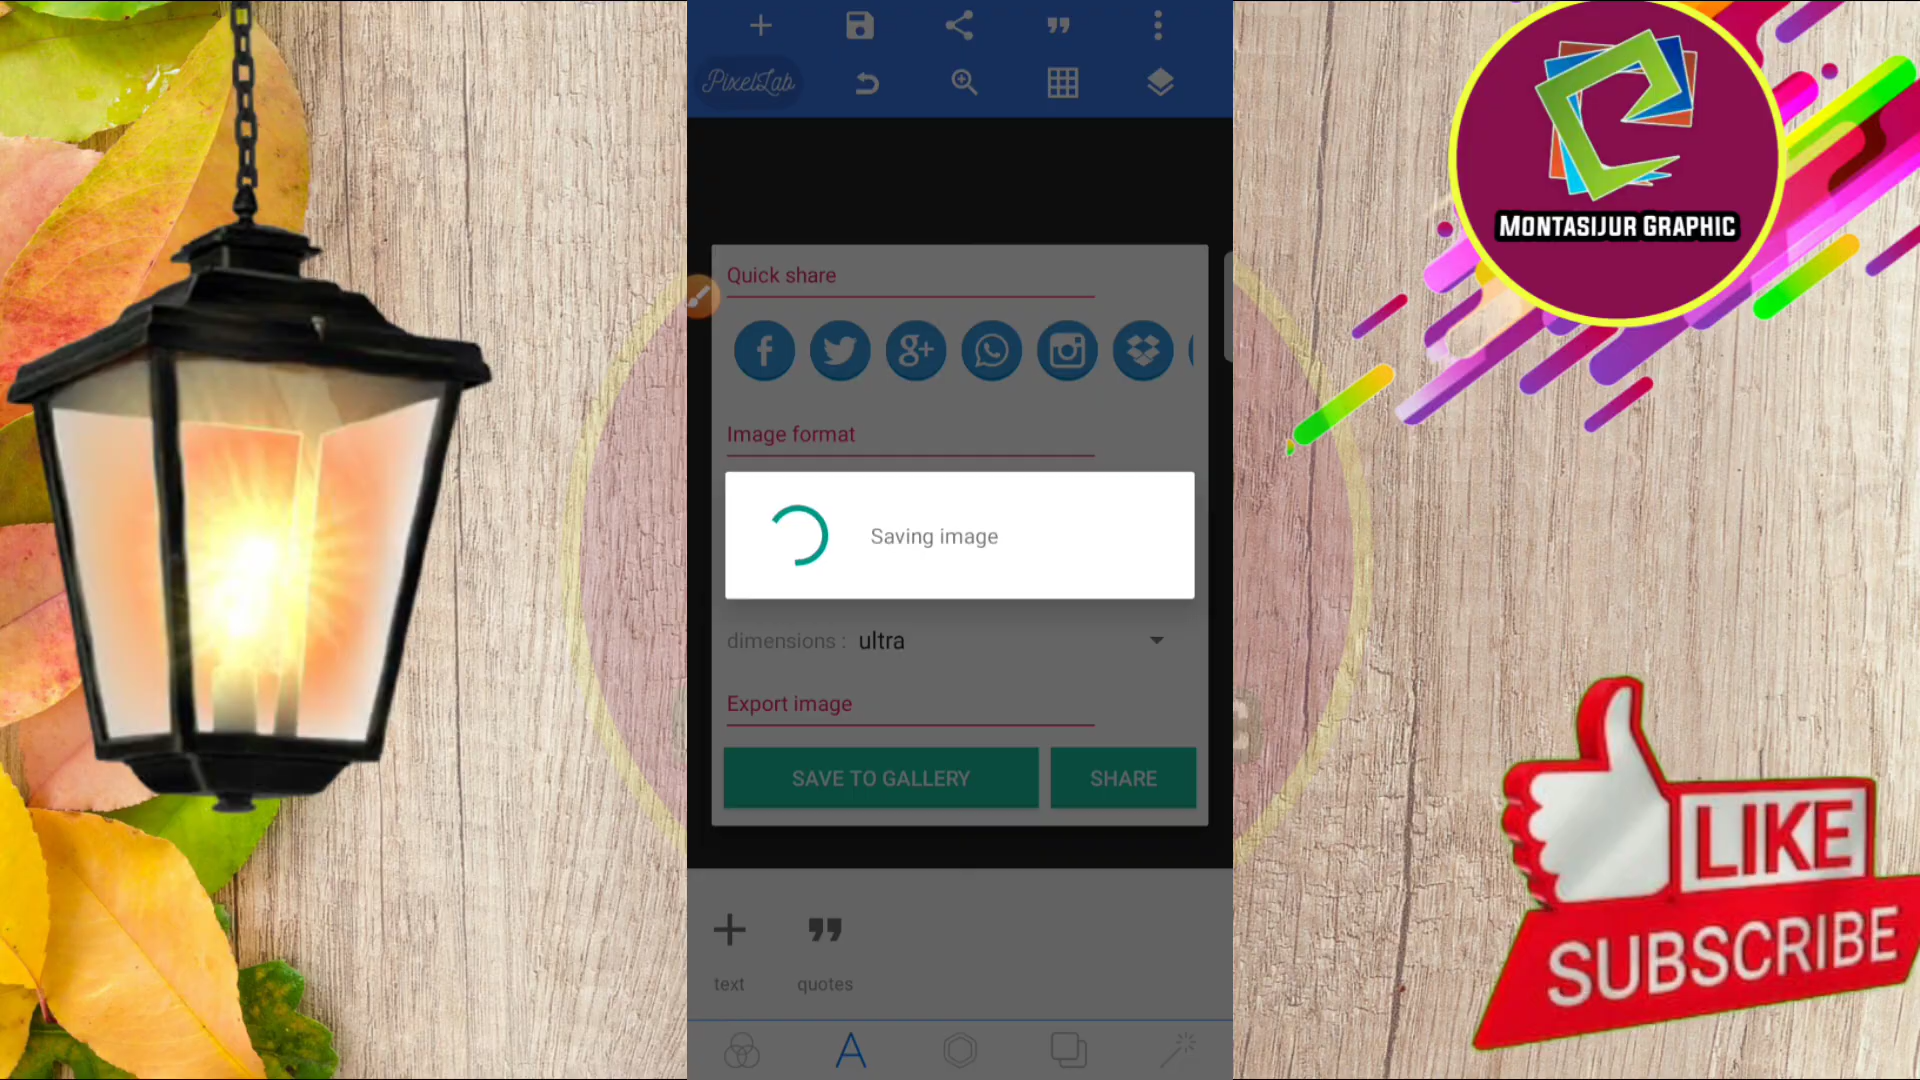 PixelLab
MONTASIJUR GRAPHIC
Quick share
Image format
Saving image
dimensions : ultra
Export image
SAVE TO GALLERY
SHARE
text
quotes
LIKE
SUBSCRIBE